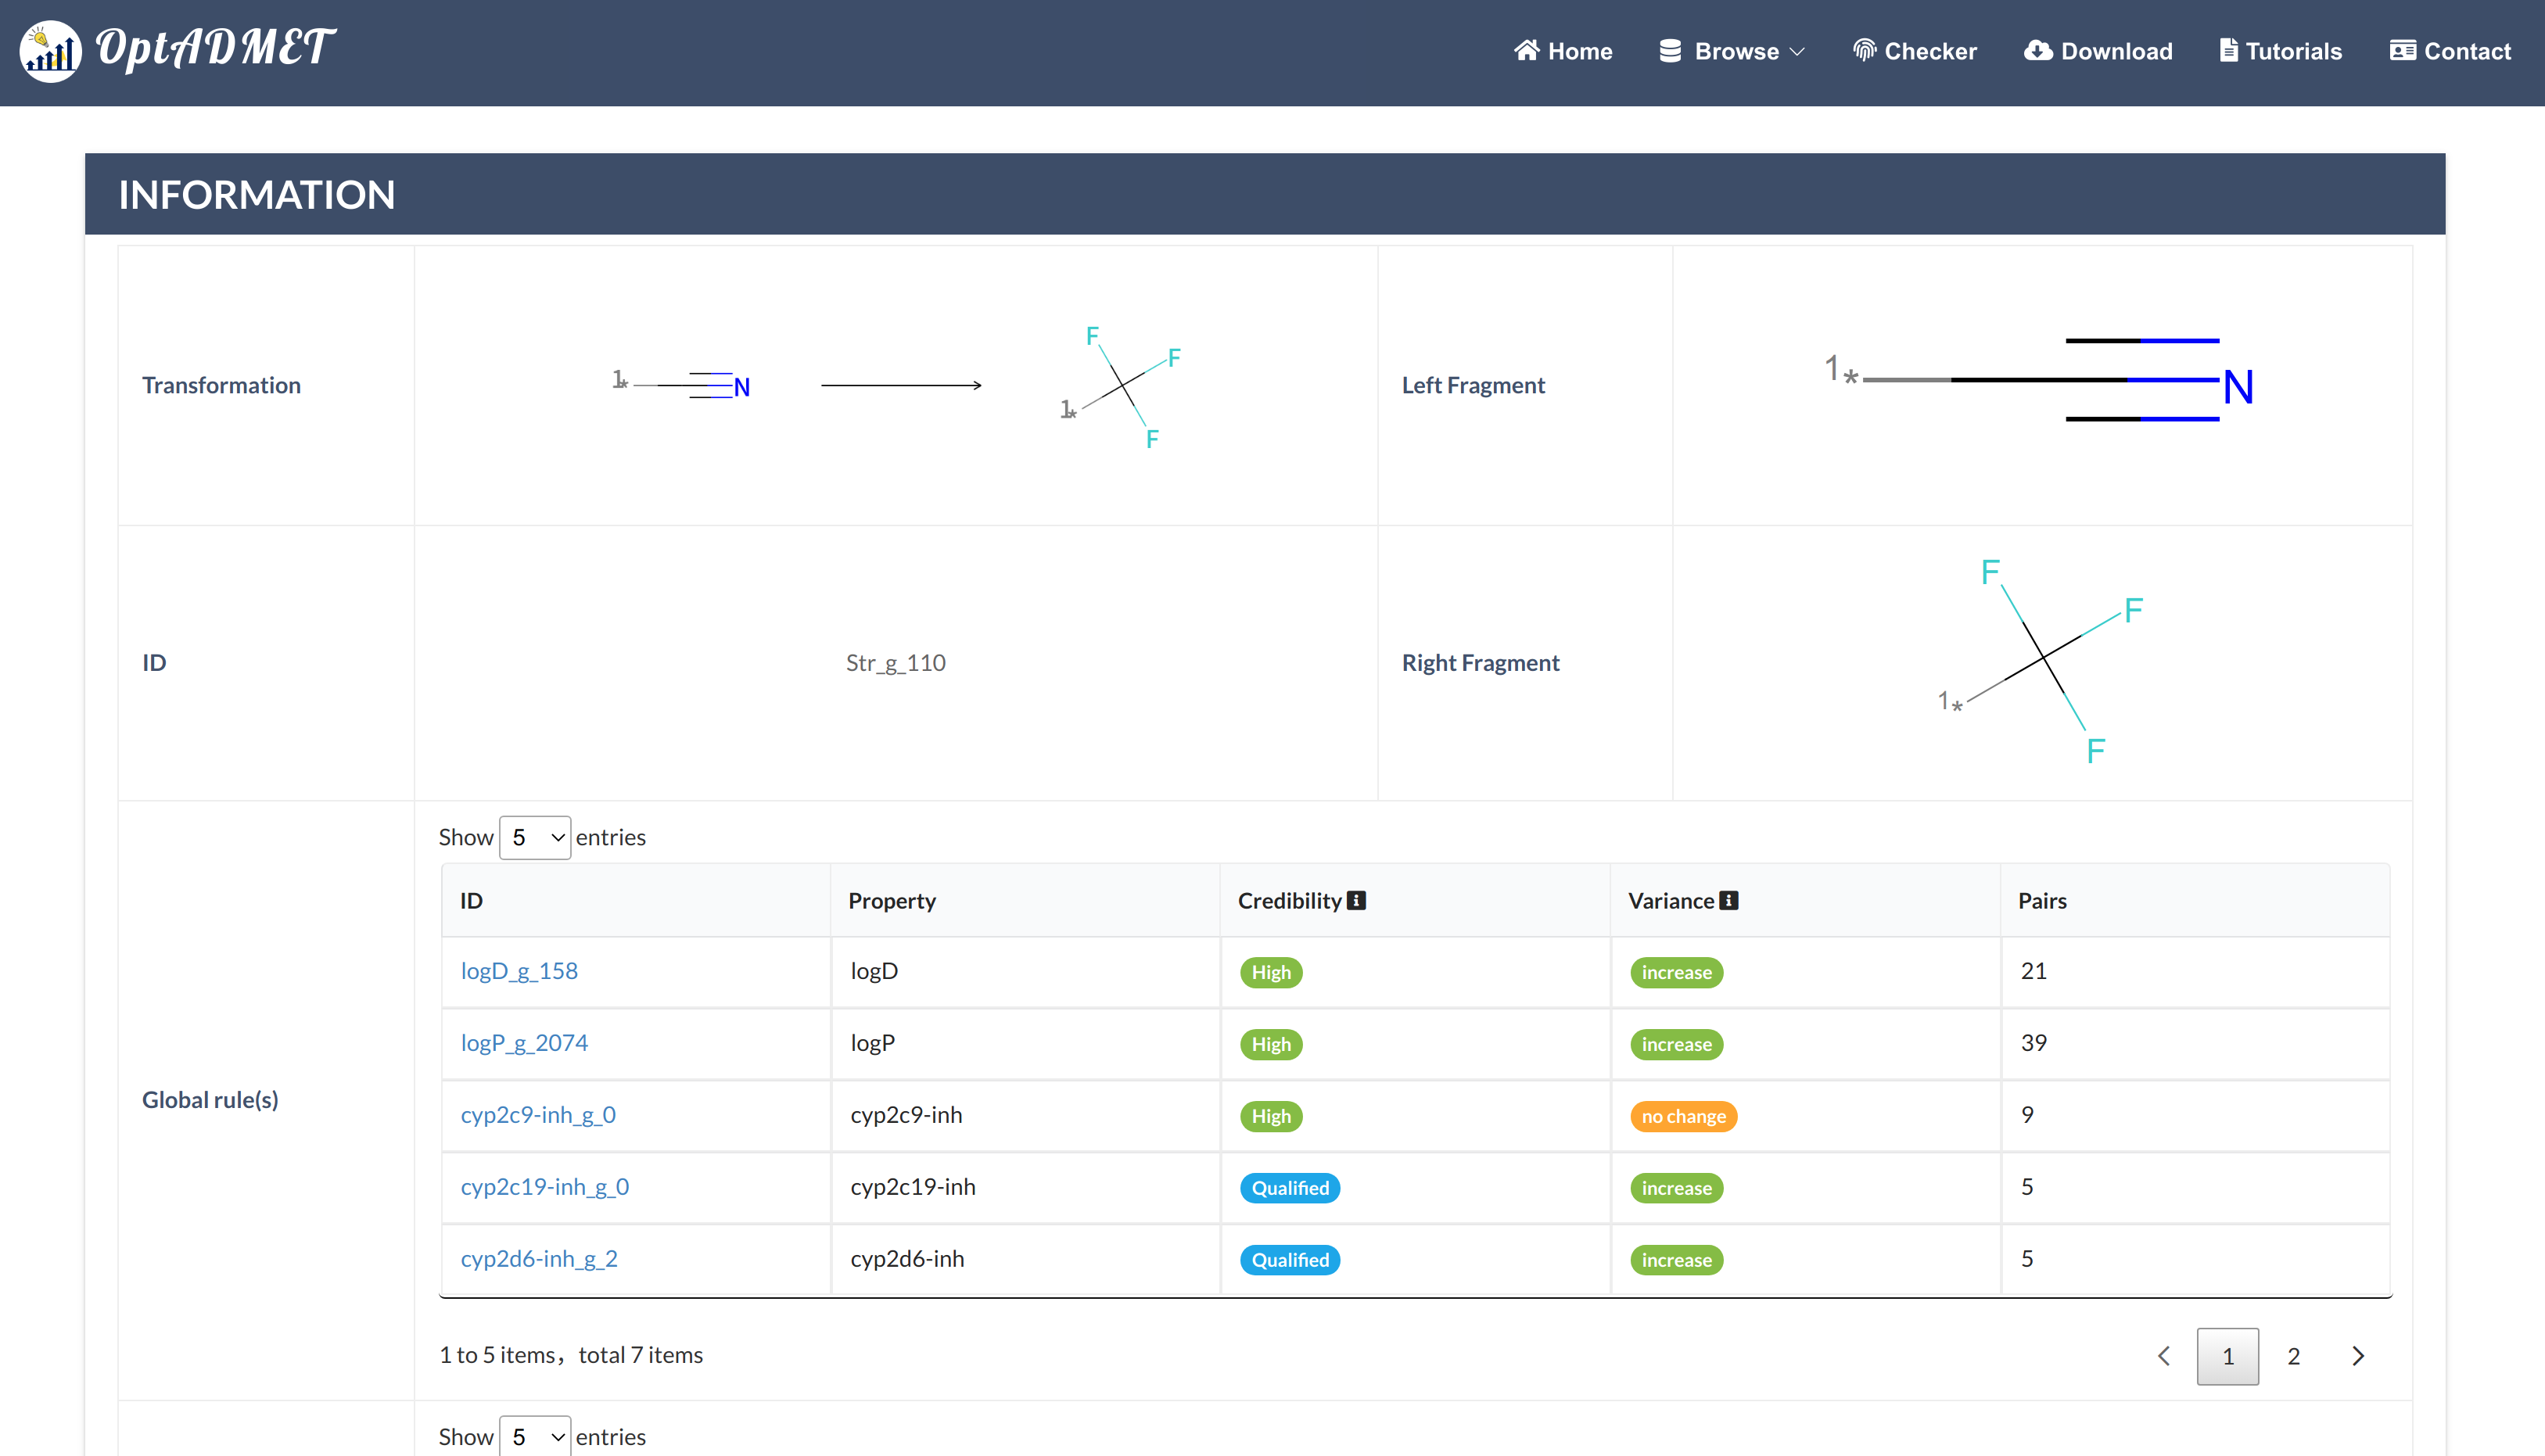 OptADMET
Home Browse Checker Download Tutorials Contact
INFORMATION
Transformation
1* N
F F F 1*
Left Fragment
1* N
ID
Str_g_110
Right Fragment
F F F 1*
Global rule(s)
Show 5 entries
ID Property Credibility i Variance i Pairs
logD_g_158 logD High increase 21
logP_g_2074 logP High increase 39
cyp2c9-inh_g_0 cyp2c9-inh High no change 9
cyp2c19-inh_g_0 cyp2c19-inh Qualified increase 5
cyp2d6-inh_g_2 cyp2d6-inh Qualified increase 5
1 to 5 items，total 7 items
1 2
Show 5 entries